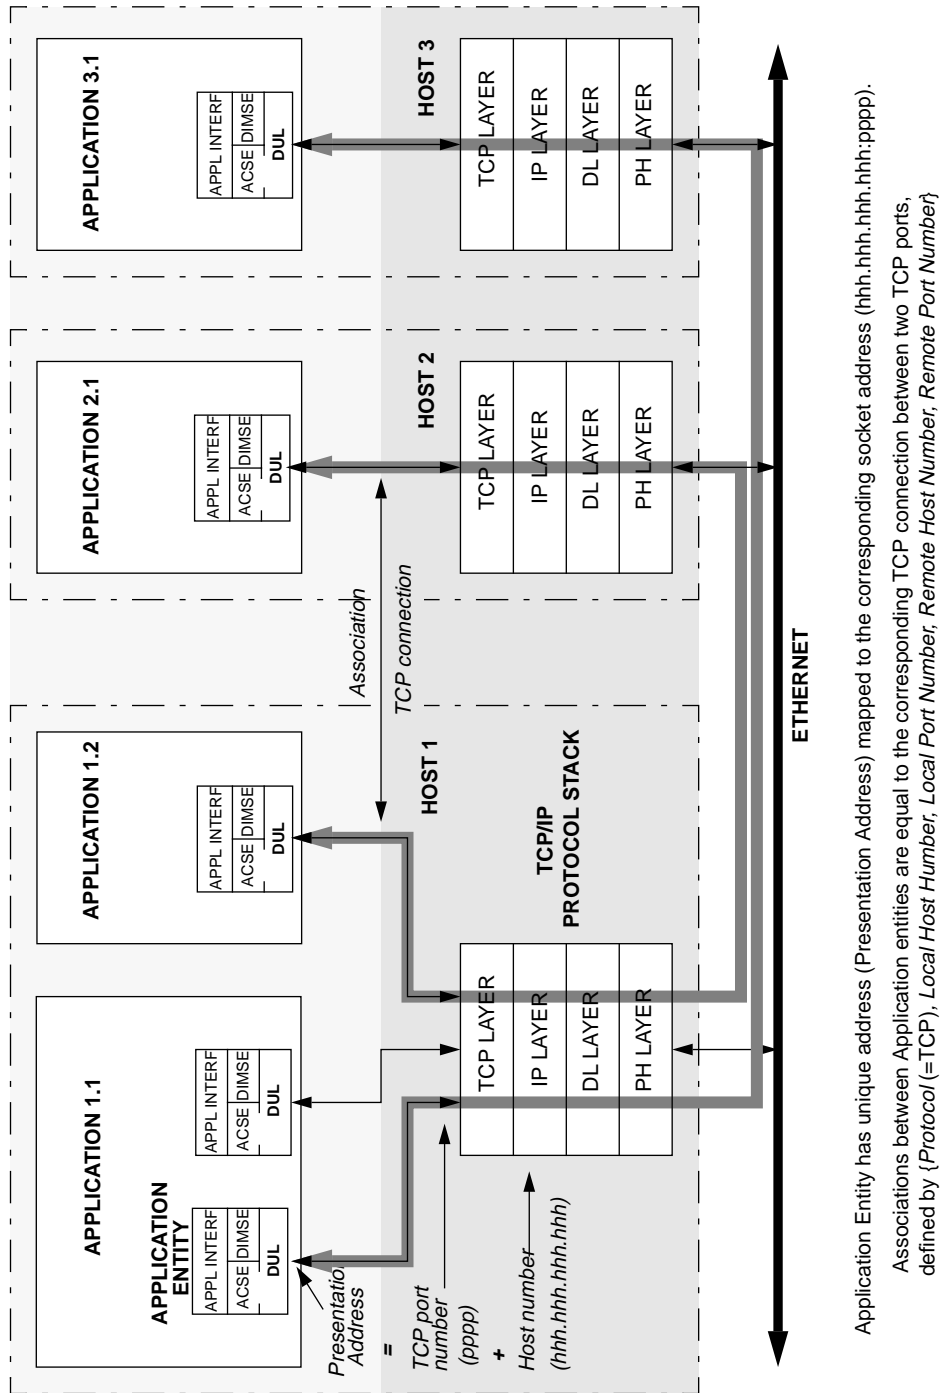 APPLICATION 1.1
APPLICATION
ENTITY
APPL INTERF
ACSE DIMSE
DUL
APPL INTERF
ACSE DIMSE
DUL
APPLICATION 1.2
APPL INTERF
ACSE DIMSE
DUL
APPLICATION 2.1
APPL INTERF
ACSE DIMSE
DUL
APPLICATION 3.1
APPL INTERF
ACSE DIMSE
DUL
Presentation
Address
=
TCP port
number
(pppp)
+
Host number
(hhh.hhh.hhh.hhh)
Association
TCP connection
HOST 1
HOST 2
HOST 3
TCP/IP
PROTOCOL STACK
TCP LAYER
IP LAYER
DL LAYER
PH LAYER
TCP LAYER
IP LAYER
DL LAYER
PH LAYER
TCP LAYER
IP LAYER
DL LAYER
PH LAYER
ETHERNET
Application Entity has unique address (Presentation Address) mapped to the corresponding socket address (hhh.hhh.hhh.hhh:pppp).
Associations between Application entities are equal to the corresponding TCP connection between two TCP ports,
defined by {Protocol (=TCP), Local Host Humber, Local Port Number, Remote Host Number, Remote Port Number}